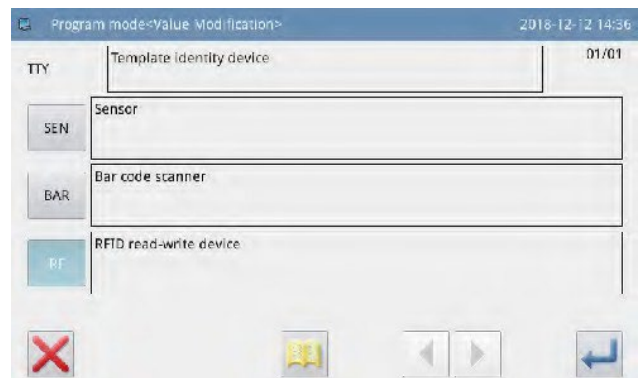 Program mode<Value Modification> 2018-12-12 14:36
TTY Template identity device 01/01
SEN Sensor
BAR Bar code scanner
RF RFID read-write device